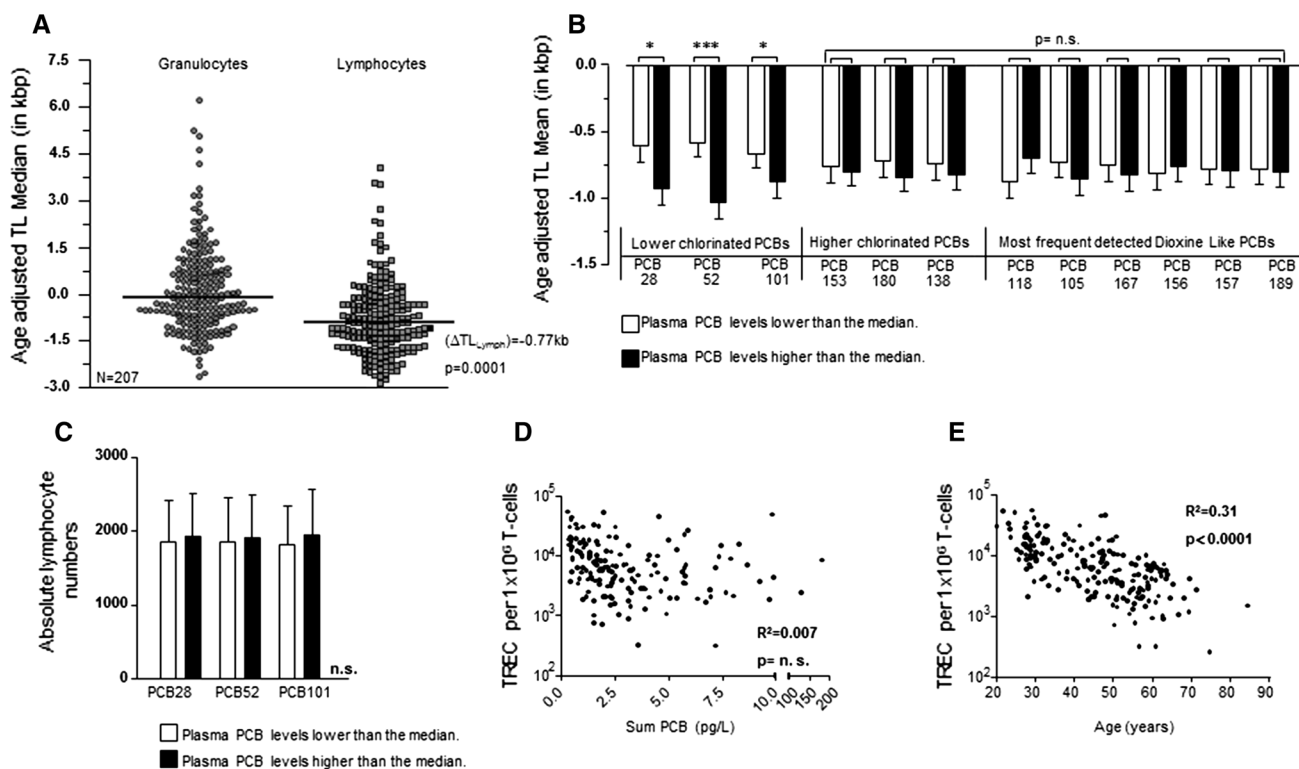 A
Age adjusted TL Median (in kbp)
7.5
6.0
4.5
3.0
1.5
0.0
-1.5
-3.0
Granulocytes
Lymphocytes
(ΔTL Lymph)=-0.77kb
p=0.0001
N=207
B
Age adjusted TL Mean (in kbp)
0.0
-0.5
-1.0
-1.5
* *** *
p= n.s.
Lower chlorinated PCBs
Higher chlorinated PCBs
Most frequent detected Dioxine Like PCBs
PCB PCB PCB PCB PCB PCB PCB PCB PCB PCB PCB PCB
28 52 101 153 180 138 118 105 167 156 157 189
Plasma PCB levels lower than the median.
Plasma PCB levels higher than the median.
C
Absolute lymphocyte
numbers
3000
2000
1000
0
n.s.
PCB28 PCB52 PCB101
Plasma PCB levels lower than the median.
Plasma PCB levels higher than the median.
D
TREC per 1x10⁶ T-cells
10⁵
10⁴
10³
10²
R²=0.007
p= n. s.
0.0 2.5 5.0 7.5 10.0 100 150 200
Sum PCB (pg/L)
E
TREC per 1x10⁶ T-cells
10⁵
10⁴
10³
10²
R²=0.31
p<0.0001
20 30 40 50 60 70 80 90
Age (years)